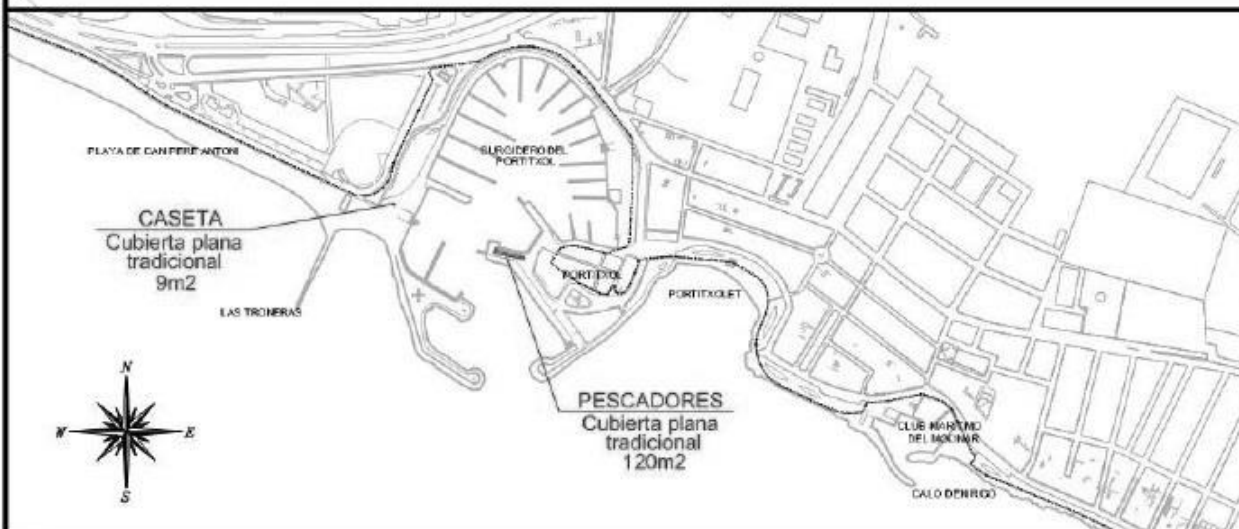 PLAYA DE CAN PERE ANTONI
SURGIDERO DEL
PORTITXOL
CASETA
Cubierta plana
tradicional
9m2
PORTITXOL
PORTITXOLET
LAS TRONERAS
N
W
E
S
PESCADORES
Cubierta plana
tradicional
120m2
CLUB MARITMO
DEL MOLINAR
CALO DEN RIGO